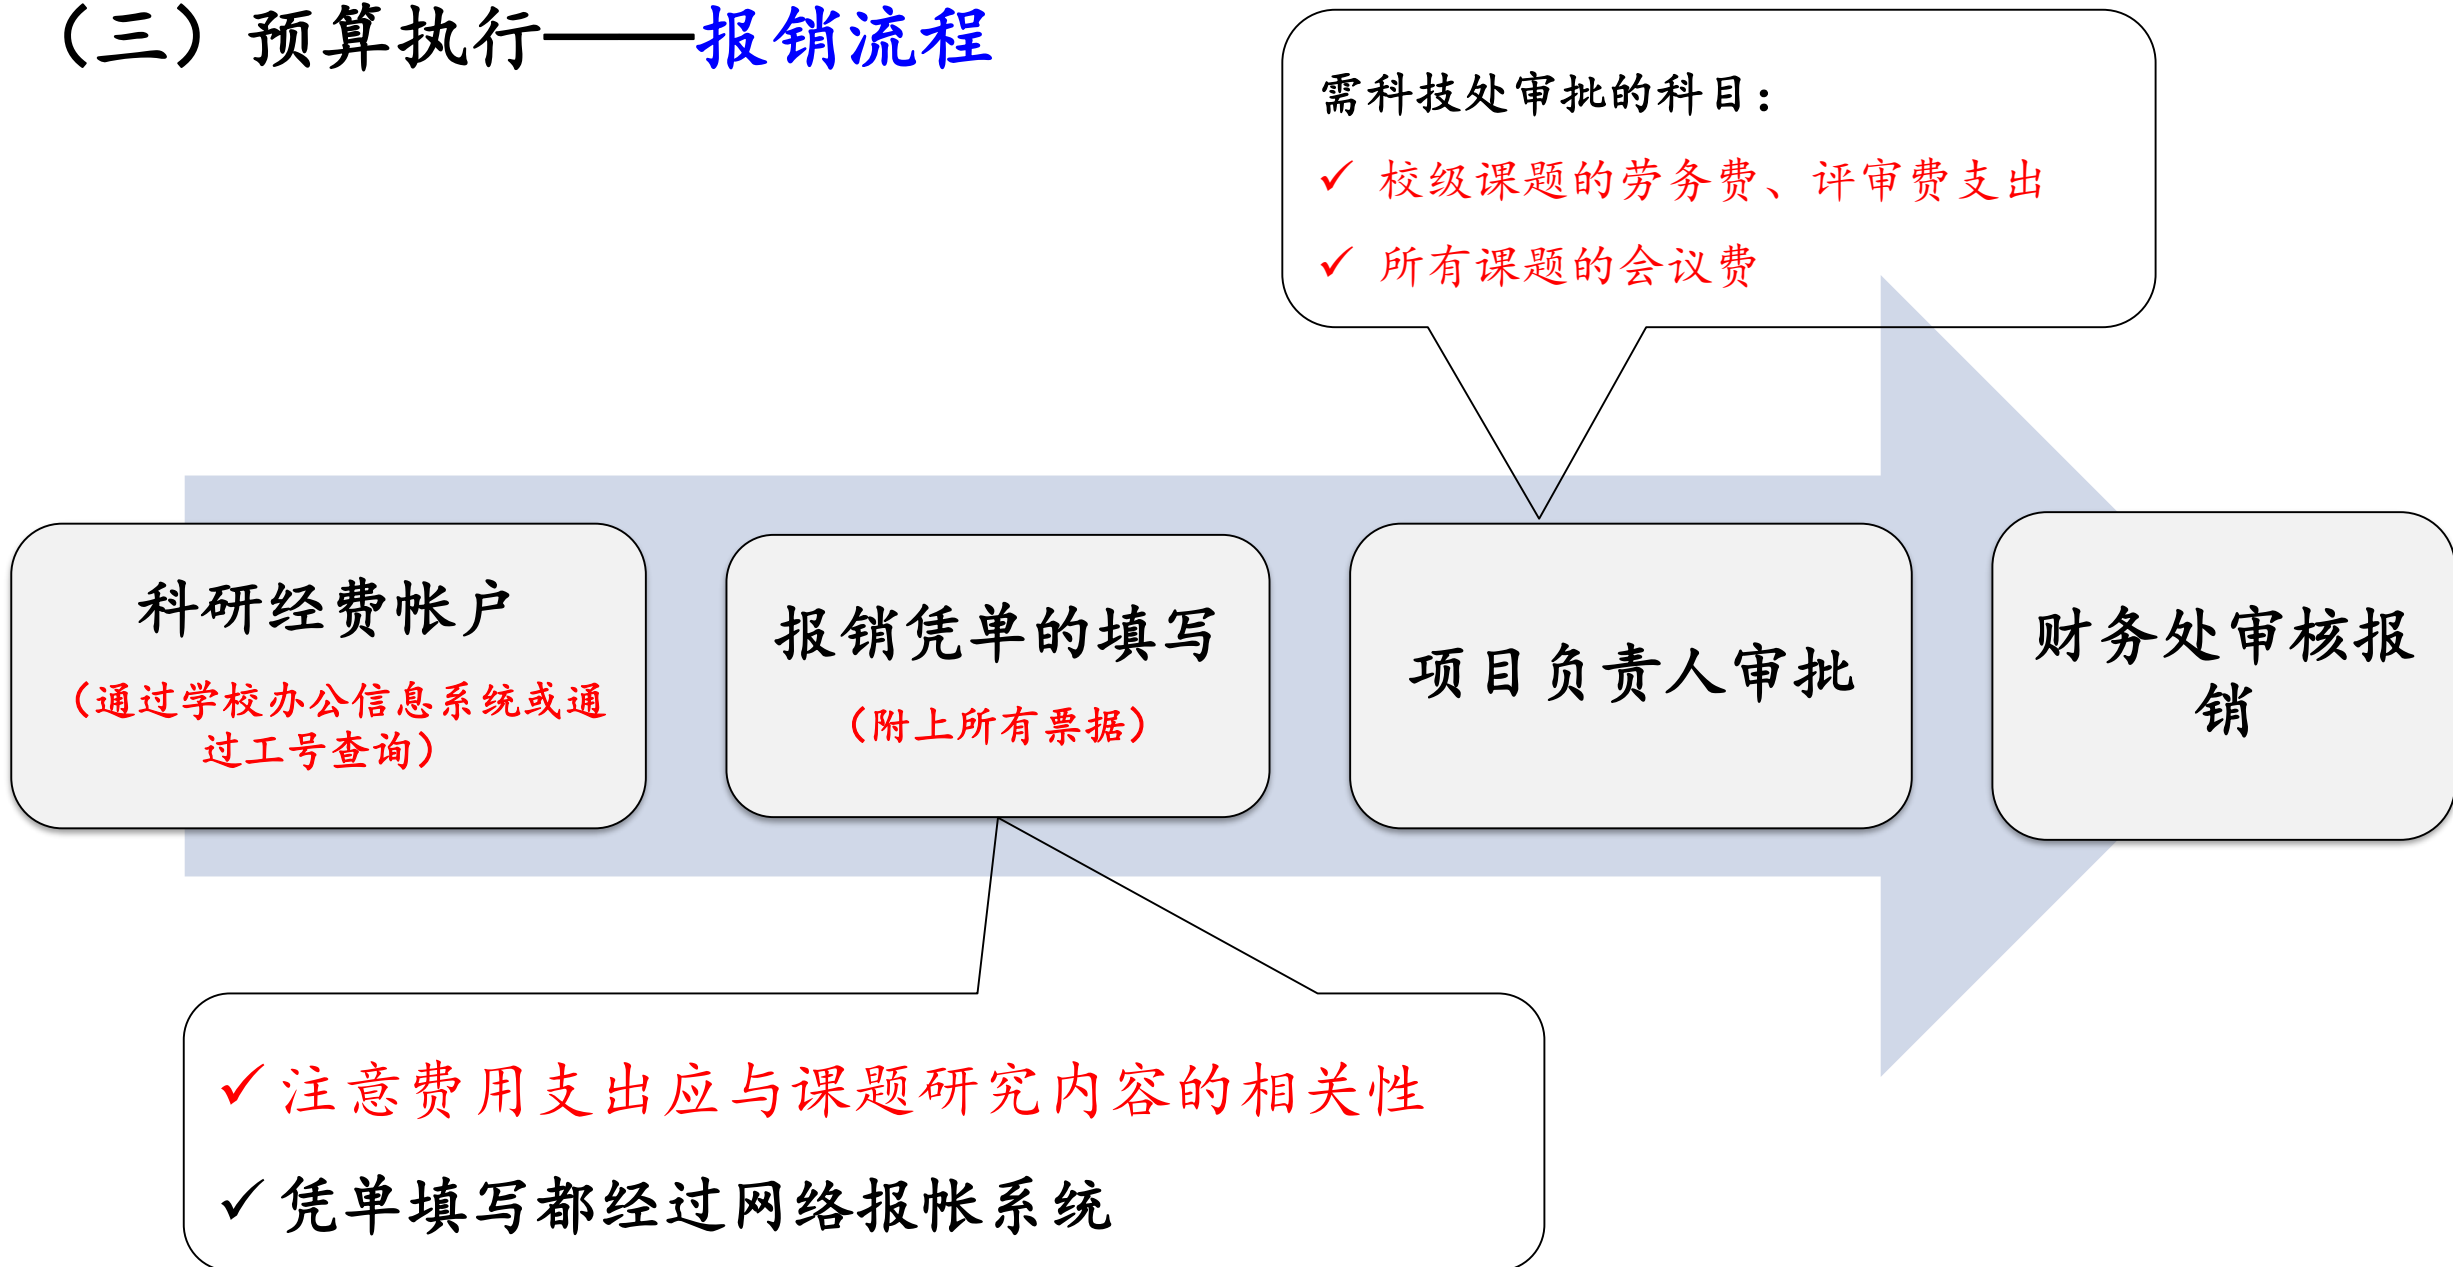 （三）预算执行——报销流程
需科技处审批的科目：
✓ 校级课题的劳务费、评审费支出
✓ 所有课题的会议费
科研经费帐户
（通过学校办公信息系统或通
过工号查询）
报销凭单的填写
（附上所有票据）
项目负责人审批
财务处审核报
销
✓ 注意费用支出应与课题研究内容的相关性
✓ 凭单填写都经过网络报帐系统